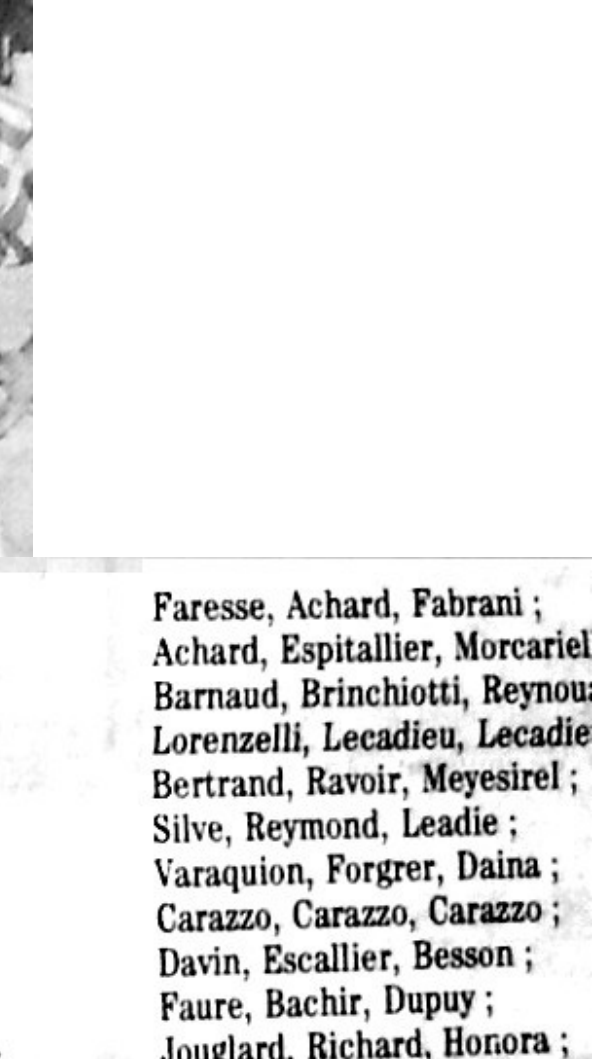 Faresse, Achard, Fabrani ;
Achard, Espitallier,
Barnaud, Brinchiotti,
Lorenzelli, Lecadieu,
Bertrand, Ravoir, Meyesirel ;
Silve, Reymond, Leadie ;
Varaquion, Forgrer, Daina ;
Carazzo, Carazzo, Carazzo ;
Davin, Escallier, Besson ;
Faure, Bachir, Dupuy ;
Jouglard, Richard, Honora ;